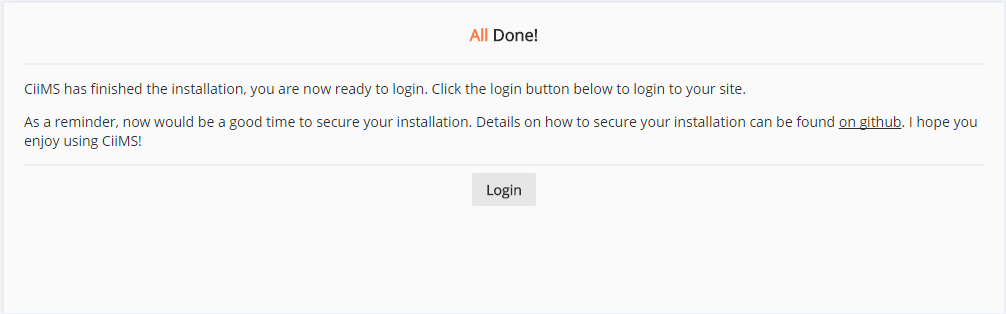 All Done!
CiiMS has finished the installation, you are now ready to login. Click the login button below to login to your site.
As a reminder, now would be a good time to secure your installation. Details on how to secure your installation can be found on github. I hope you
enjoy using CiiMS!
Login